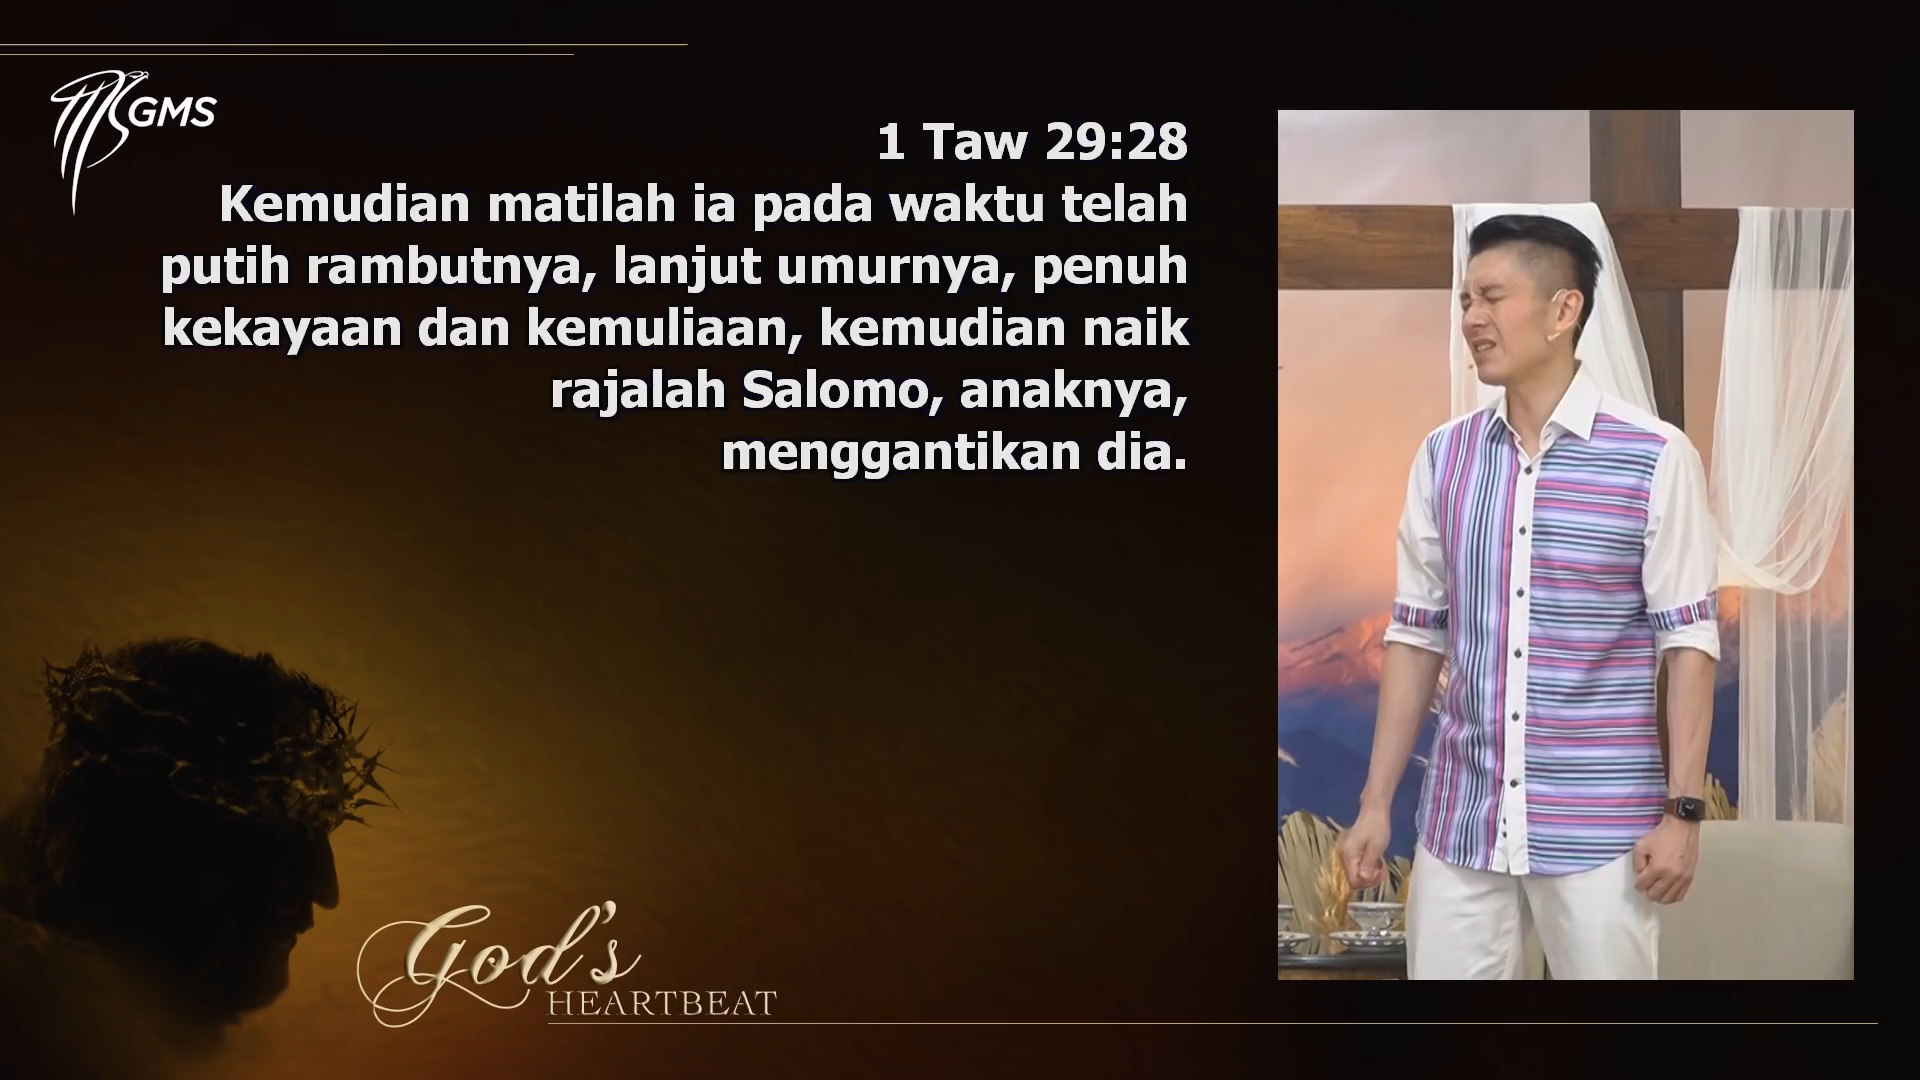 GMS
1 Taw 29:28
Kemudian matilah ia pada waktu telah
putih rambutnya, lanjut umurnya, penuh
kekayaan dan kemuliaan, kemudian naik
rajalah Salomo, anaknya,
menggantikan dia.
God's
HEARTBEAT